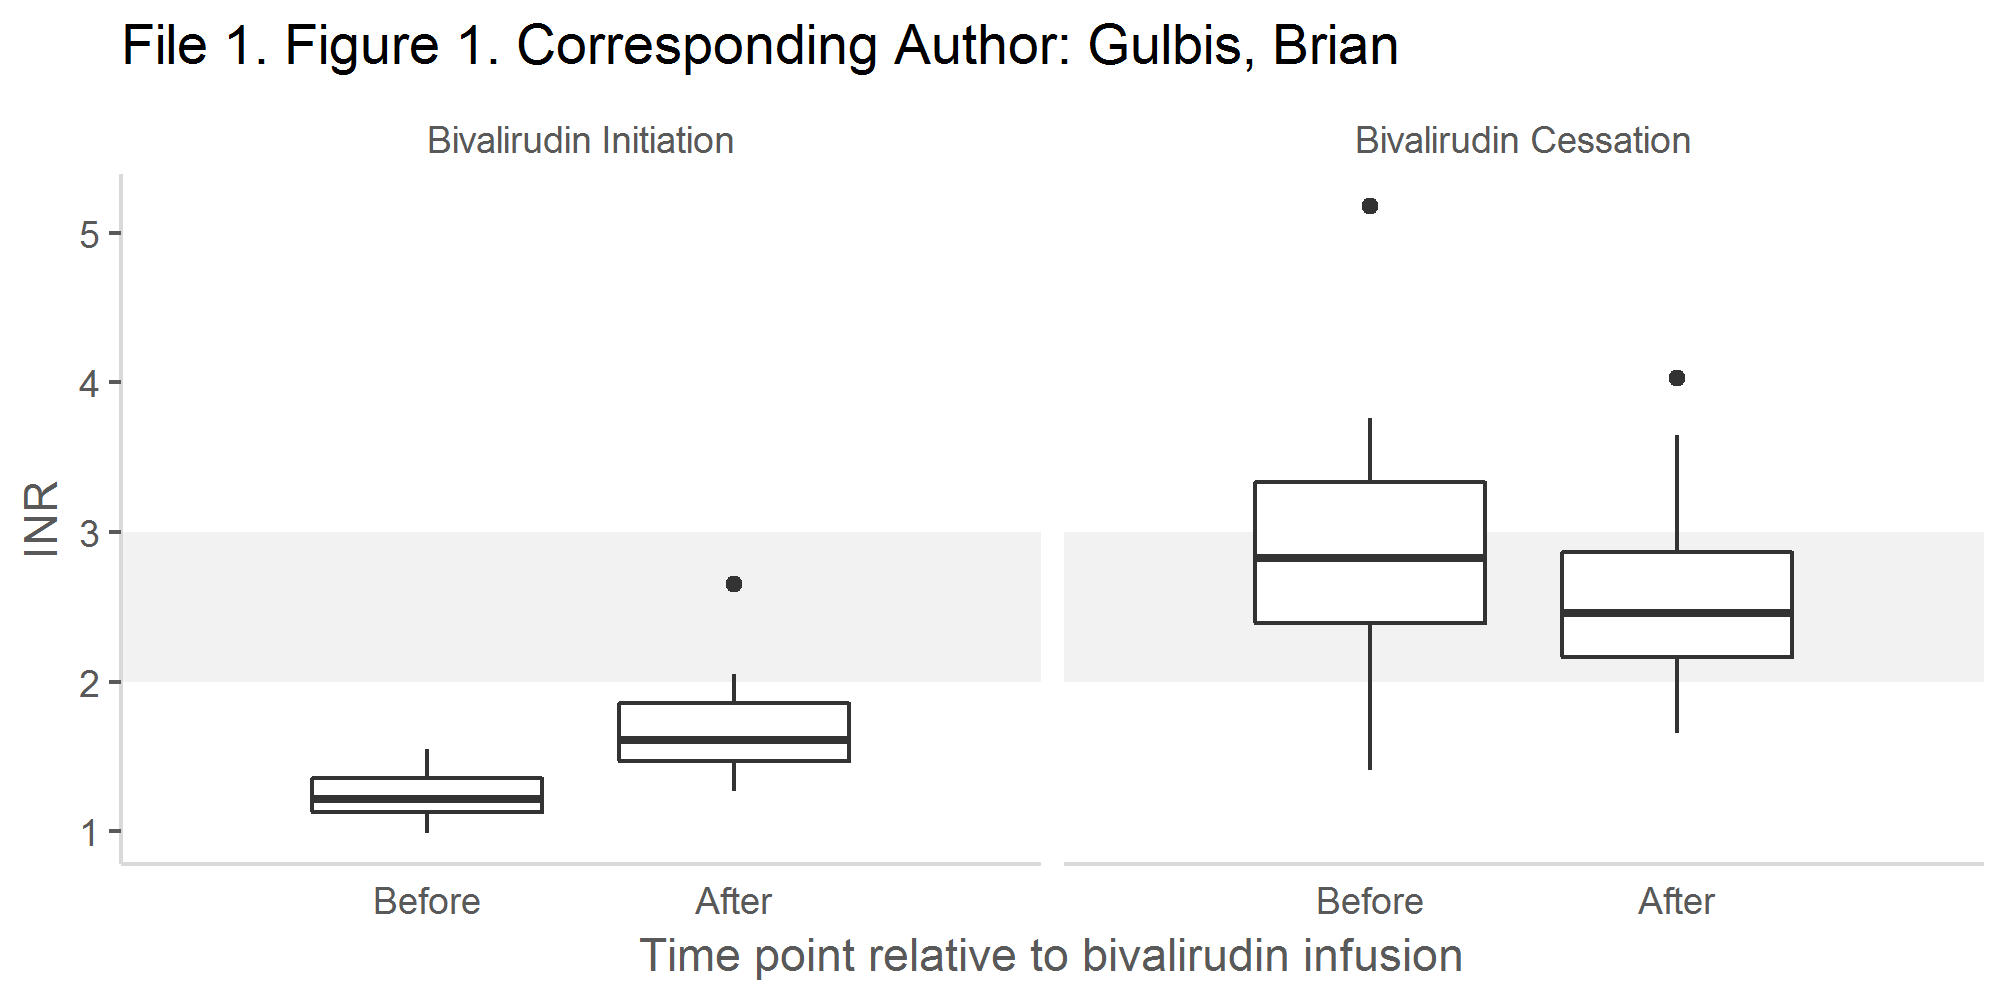 File 1. Figure 1. Corresponding Author: Gulbis, Brian
Bivalirudin Initiation
Bivalirudin Cessation
5
4
3
2
1
INR
Before
After
Before
After
Time point relative to bivalirudin infusion